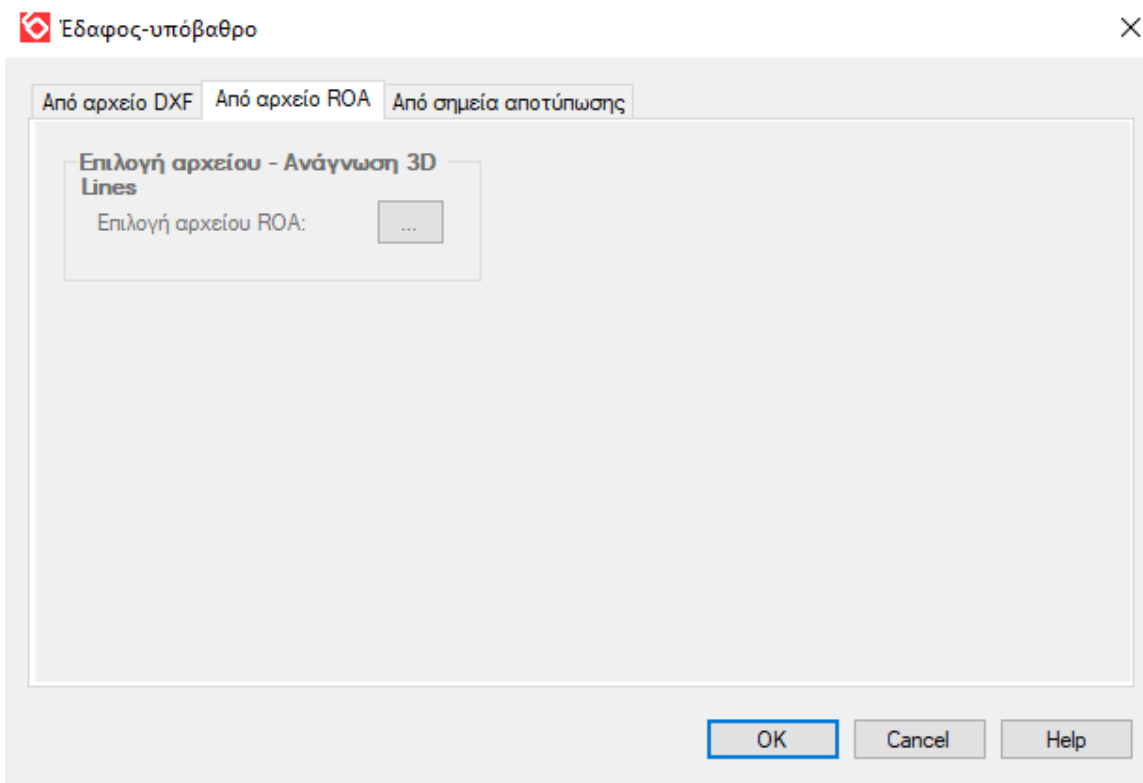 Έδαφος-υπόβαθρο
Από αρχείο DXF Από αρχείο ROA Από σημεία αποτύπωσης
Επιλογή αρχείου - Ανάγνωση 3D
Lines
Επιλογή αρχείου ROA: ...
OK Cancel Help